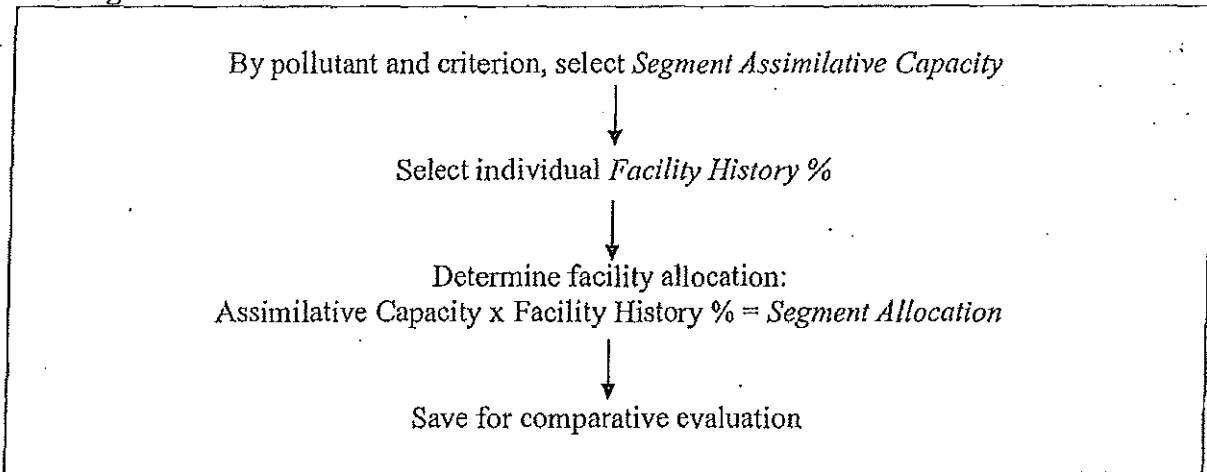 By pollutant and criterion, select Segment Assimilative Capacity
Select individual Facility History %
Determine facility allocation:
Assimilative Capacity x Facility History % = Segment Allocation
Save for comparative evaluation